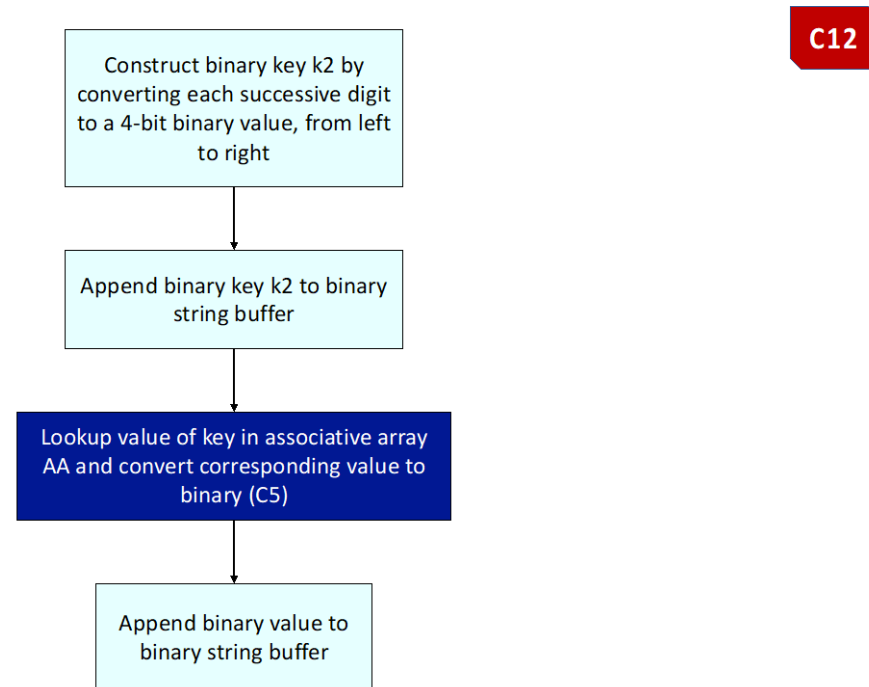 C12
Construct binary key k2 by
converting each successive digit
to a 4-bit binary value, from left
to right
Append binary key k2 to binary
string buffer
Lookup value of key in associative array
AA and convert corresponding value to
binary (C5)
Append binary value to
binary string buffer